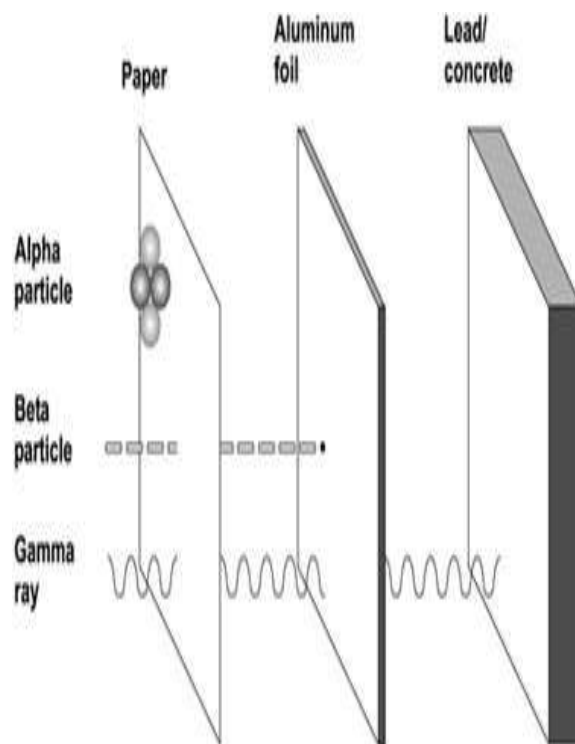 Paper
Aluminum
foil
Lead/
concrete
Alpha
particle
Beta
particle
Gamma
ray